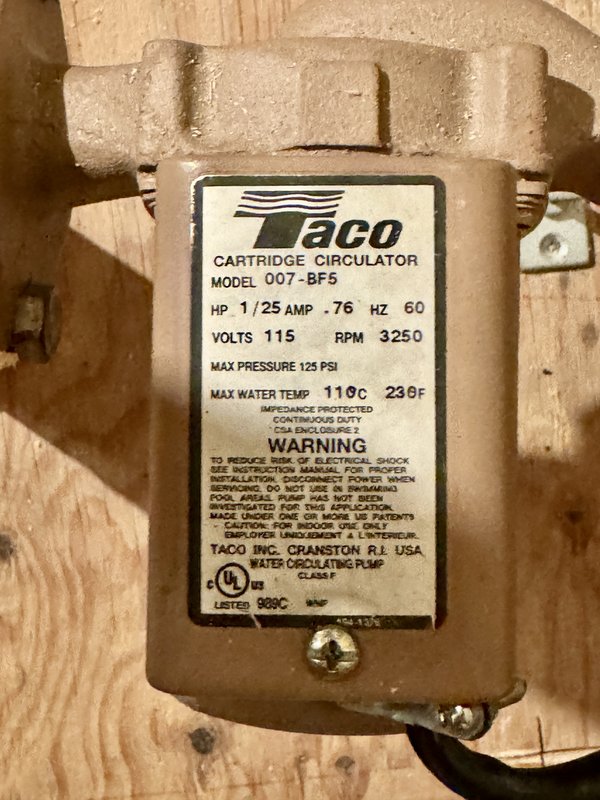 Taco
CARTRIDGE CIRCULATOR
MODEL 007-BF5
HP 1/25 AMP .76 HZ 60
VOLTS 115 RPM 3250
MAX PRESSURE 125 PSI
MAX WATER TEMP 110C 230F
IMPEDANCE PROTECTED
CONTINUOUS DUTY
CSA ENCLOSURE 2
WARNING
TO REDUCE RISK OF ELECTRICAL SHOCK
SEE INSTRUCTION MANUAL FOR PROPER
INSTALLATION. DISCONNECT POWER WHEN
SERVICING. DO NOT USE IN SWIMMING
POOL AREAS. PUMP HAS NOT BEEN
INVESTIGATED FOR THIS APPLICATION.
MADE UNDER ONE OR MORE US PATENTS
CAUTION: FOR INDOOR USE ONLY
EMPLOYER UNIQUEMENT A L'INTERIEUR.
TACO INC. CRANSTON R.I. USA
WATER CIRCULATING PUMP
CLASS F
C UL US
LISTED 989C